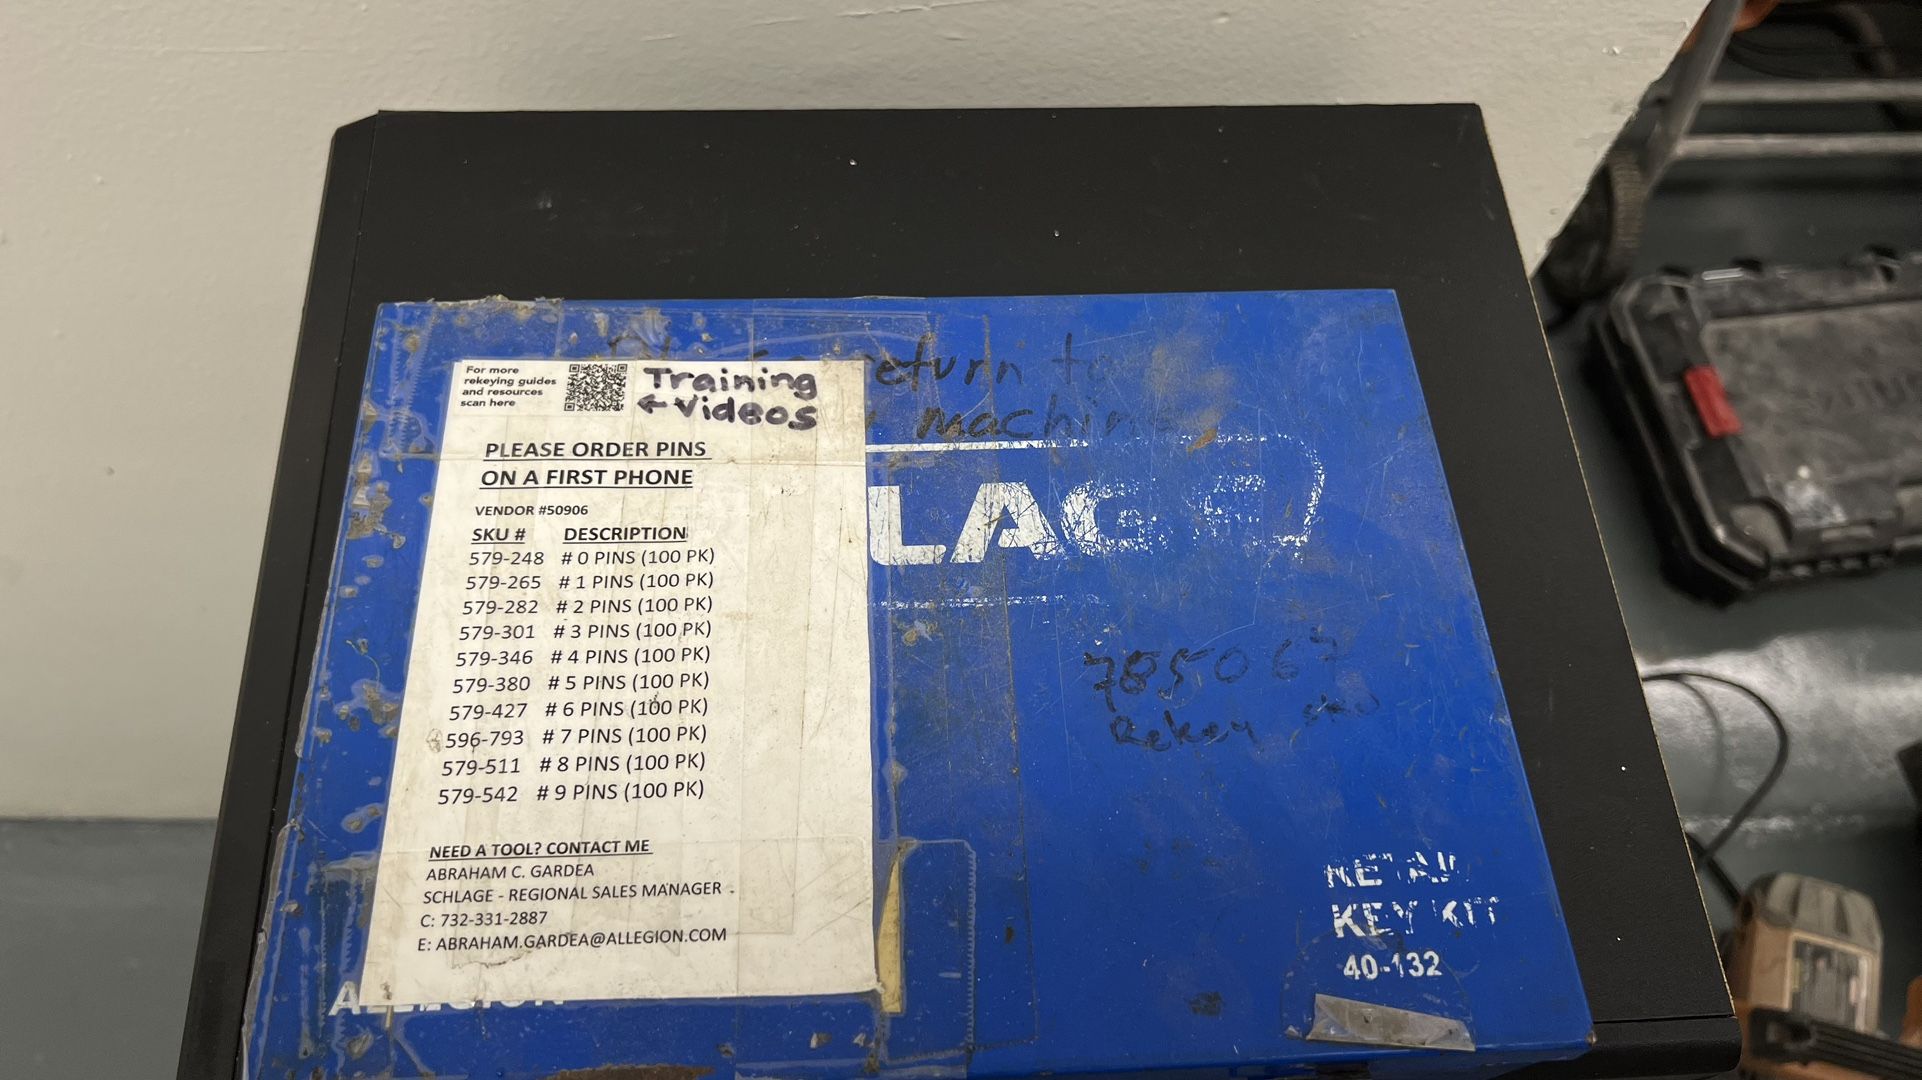 For more
rekeying guides
and resources
scan here
Training
← Videos
PLEASE ORDER PINS
ON A FIRST PHONE
VENDOR #50906
SKU # DESCRIPTION
579-248 # 0 PINS (100 PK)
579-265 # 1 PINS (100 PK)
579-282 # 2 PINS (100 PK)
579-301 # 3 PINS (100 PK)
579-346 # 4 PINS (100 PK)
579-380 # 5 PINS (100 PK)
579-427 # 6 PINS (100 PK)
596-793 # 7 PINS (100 PK)
579-511 # 8 PINS (100 PK)
579-542 # 9 PINS (100 PK)
NEED A TOOL? CONTACT ME
ABRAHAM C. GARDEA
SCHLAGE - REGIONAL SALES MANAGER
C: 732-331-2887
E: ABRAHAM.GARDEA@ALLEGION.COM
ALLEGION
return to
machine
LAG
785067
Rekey
KEY KIT
40-132